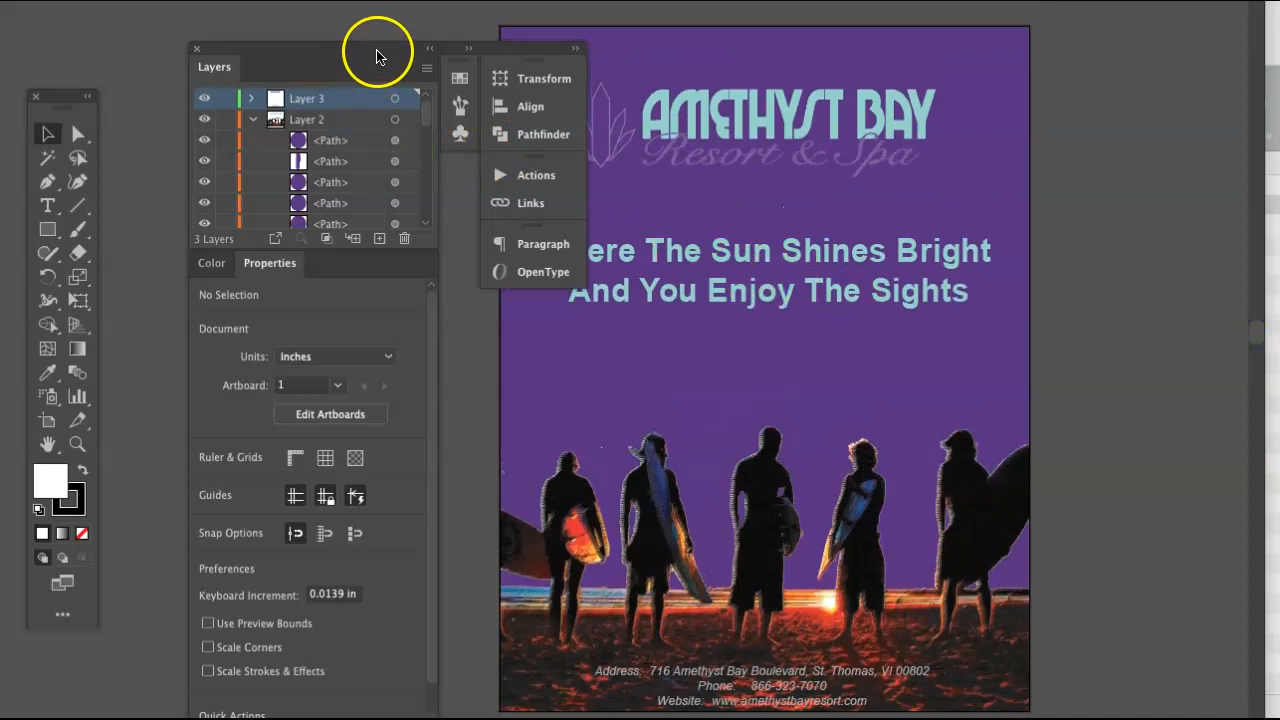 Layers
Layer 3
Layer 2
<Path>
<Path>
<Path>
<Path>
<Path>
3 Layers
Color
Properties
No Selection
Document
Units: Inches
Artboard: 1
Edit Artboards
Ruler & Grids
Guides
Snap Options
Preferences
Keyboard Increment: 0.0139 in
Use Preview Bounds
Scale Corners
Scale Strokes & Effects
Quick Actions
Transform
Align
Pathfinder
Actions
Links
Paragraph
OpenType
AMETHYST BAY
Resort & Spa
ere The Sun Shines Bright
And You Enjoy The Sights
Address: 716 Amethyst Bay Boulevard, St. Thomas, VI 00802
Phone: 866-323-7070
Website: www.amethystbayresort.com